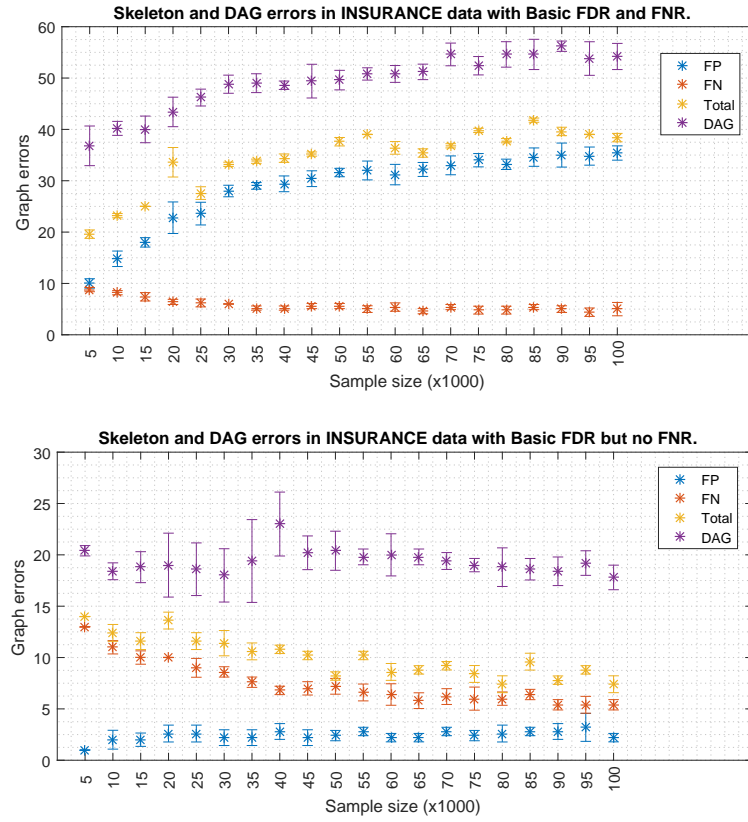 Skeleton and DAG errors in INSURANCE data with Basic FDR and FNR.
60
50
40
30
20
10
0
Graph errors
FP
FN
Total
DAG
5 10 15 20 25 30 35 40 45 50 55 60 65 70 75 80 85 90 95 100
Sample size (x1000)
Skeleton and DAG errors in INSURANCE data with Basic FDR but no FNR.
30
25
20
15
10
5
0
Graph errors
FP
FN
Total
DAG
5 10 15 20 25 30 35 40 45 50 55 60 65 70 75 80 85 90 95 100
Sample size (x1000)